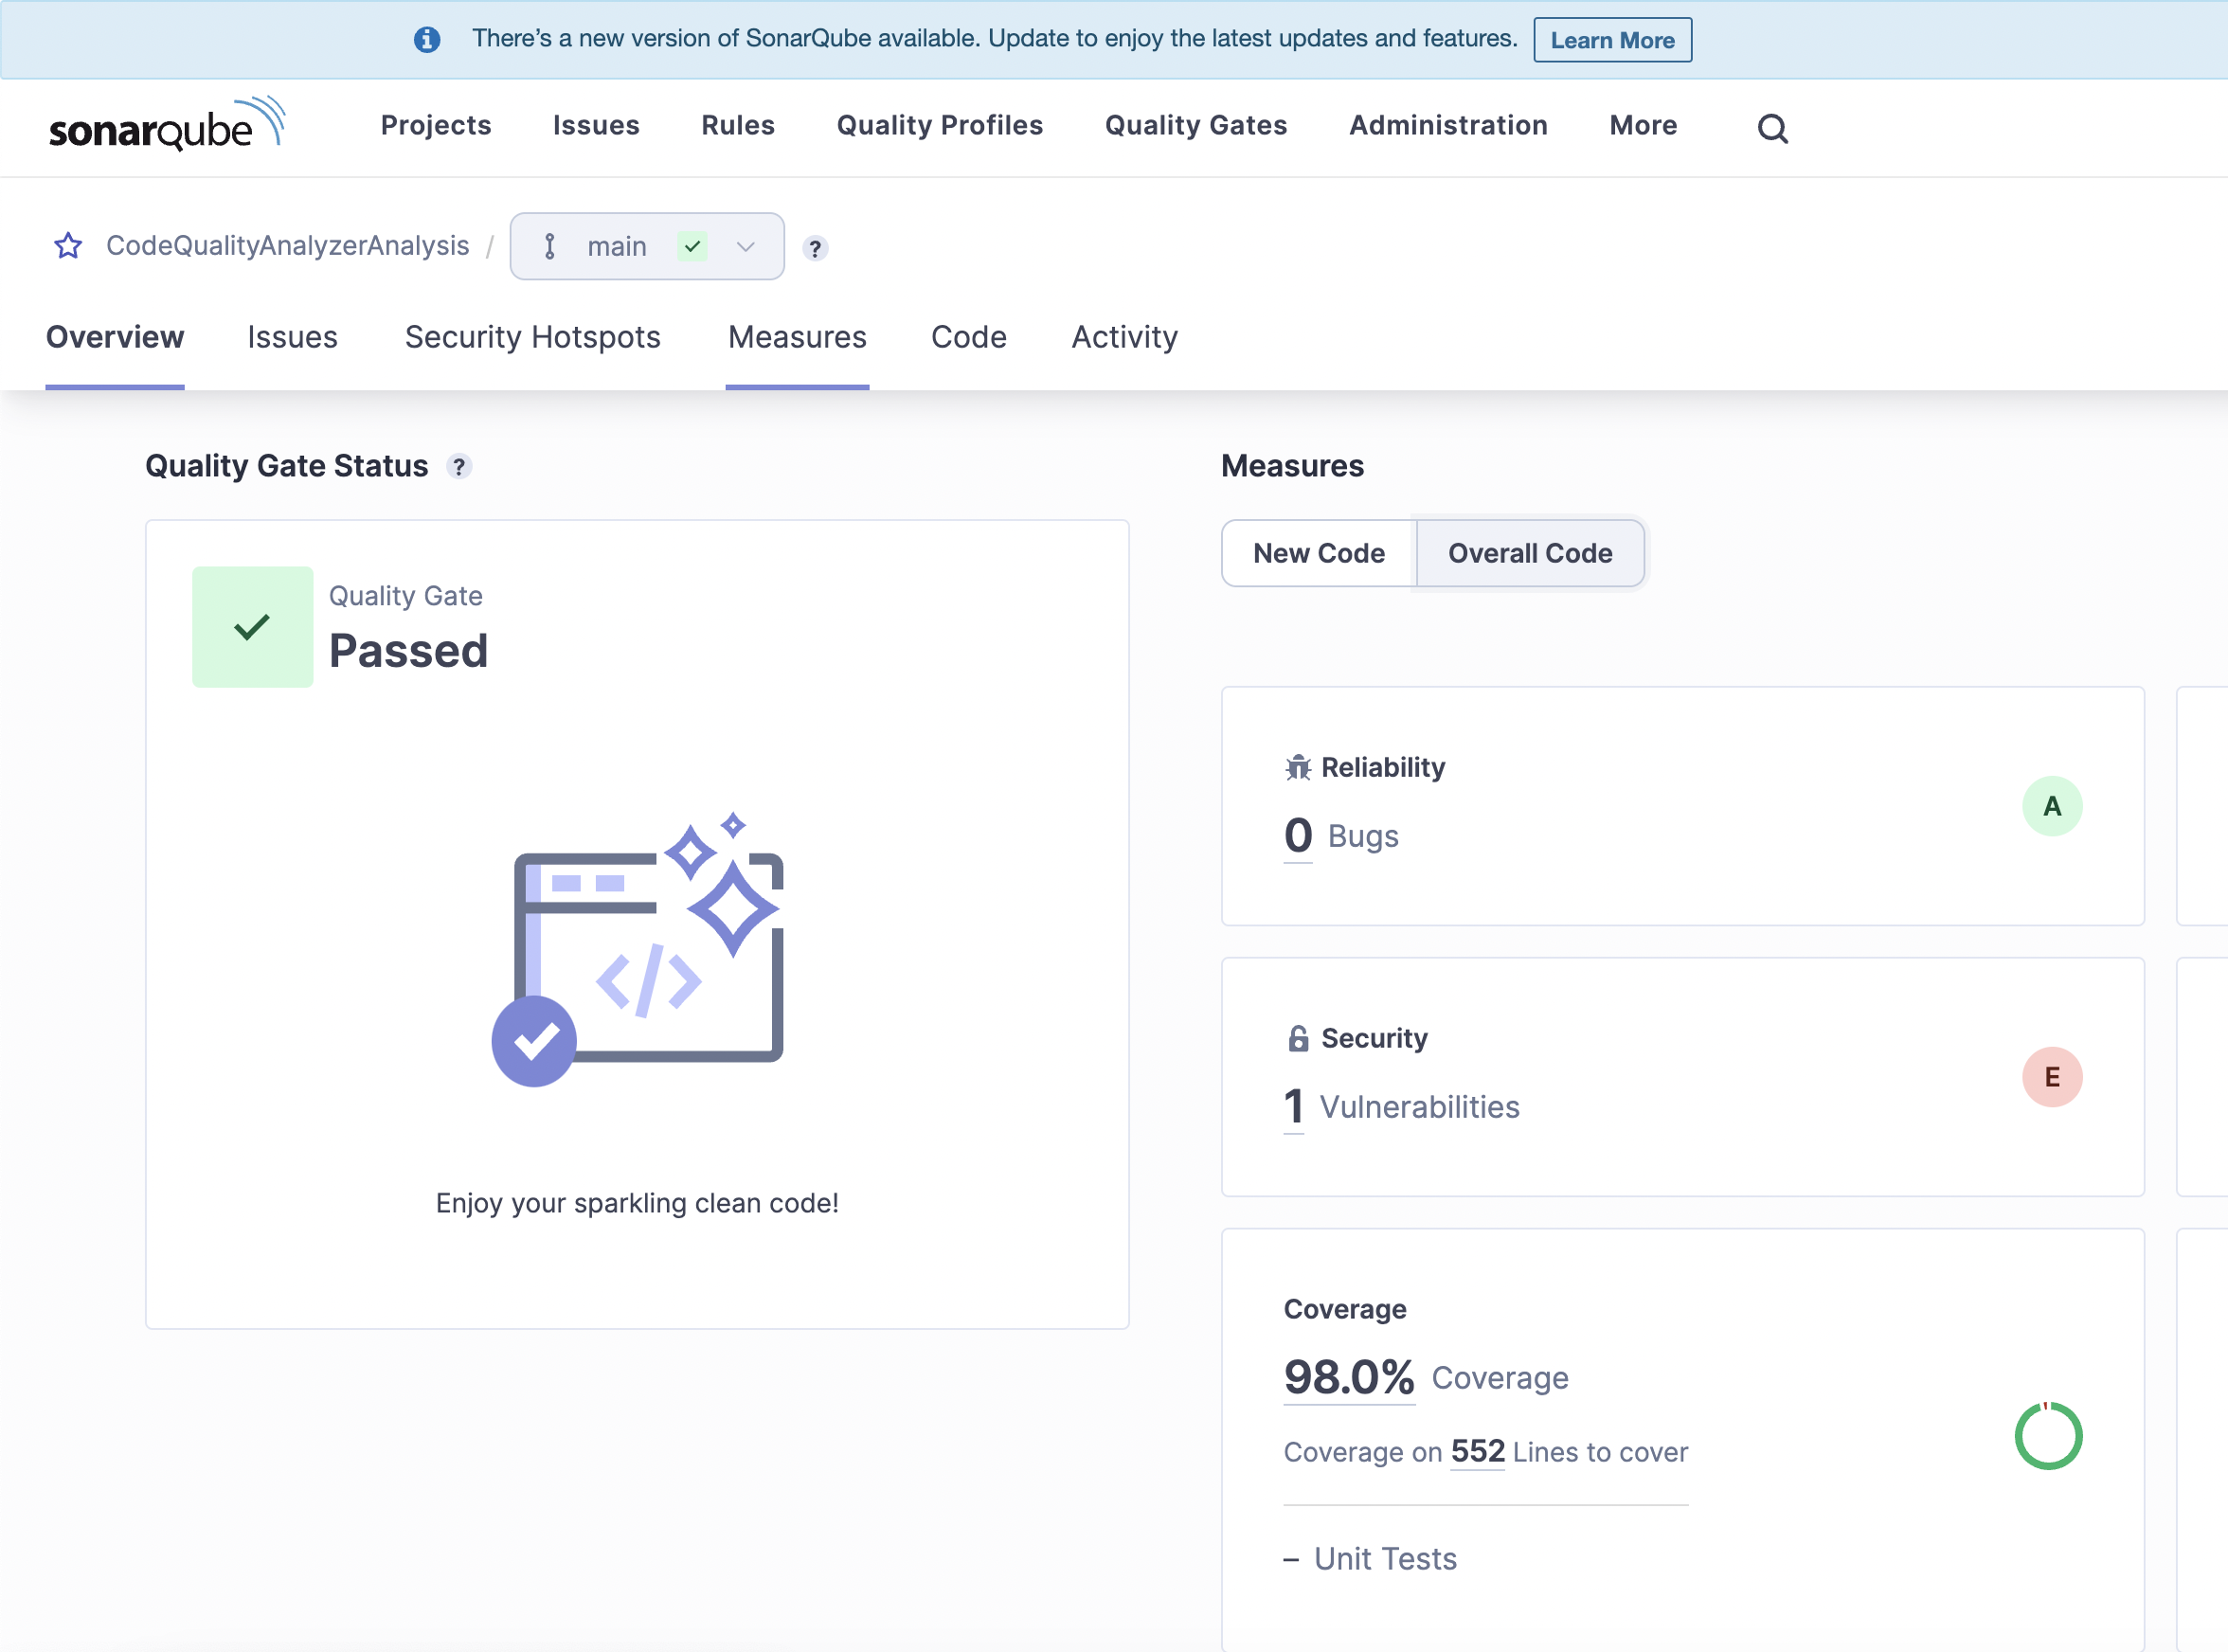 There's a new version of SonarQube available. Update to enjoy the latest updates and features. Learn More
sonarqube Projects Issues Rules Quality Profiles Quality Gates Administration More
CodeQualityAnalyzerAnalysis / main ?
Overview Issues Security Hotspots Measures Code Activity
Quality Gate Status ?
Quality Gate
Passed
</>
Enjoy your sparkling clean code!
Measures
New Code Overall Code
Reliability
0 Bugs
A
Security
1 Vulnerabilities
E
Coverage
98.0% Coverage
Coverage on 552 Lines to cover
– Unit Tests